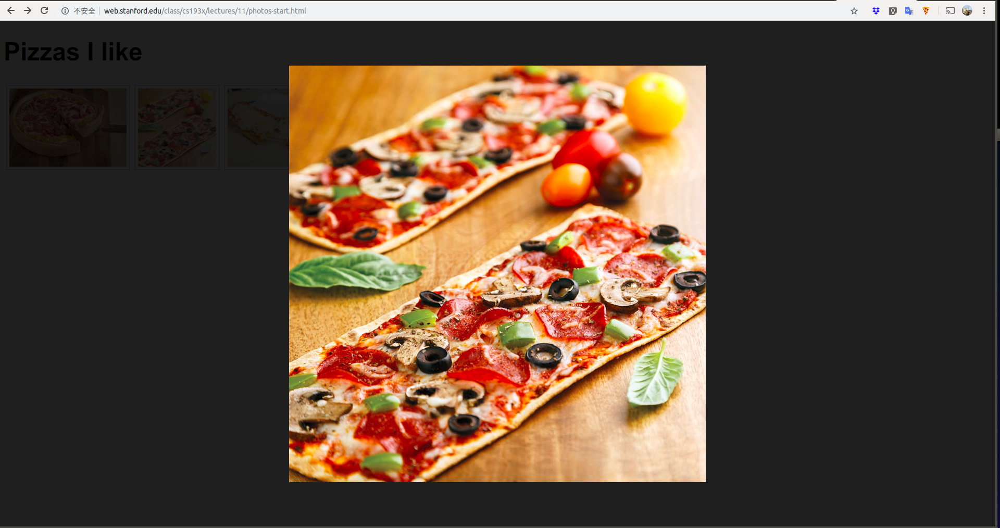 不安全 web.stanford.edu/class/cs193x/lectures/11/photos-start.html
Pizzas I like